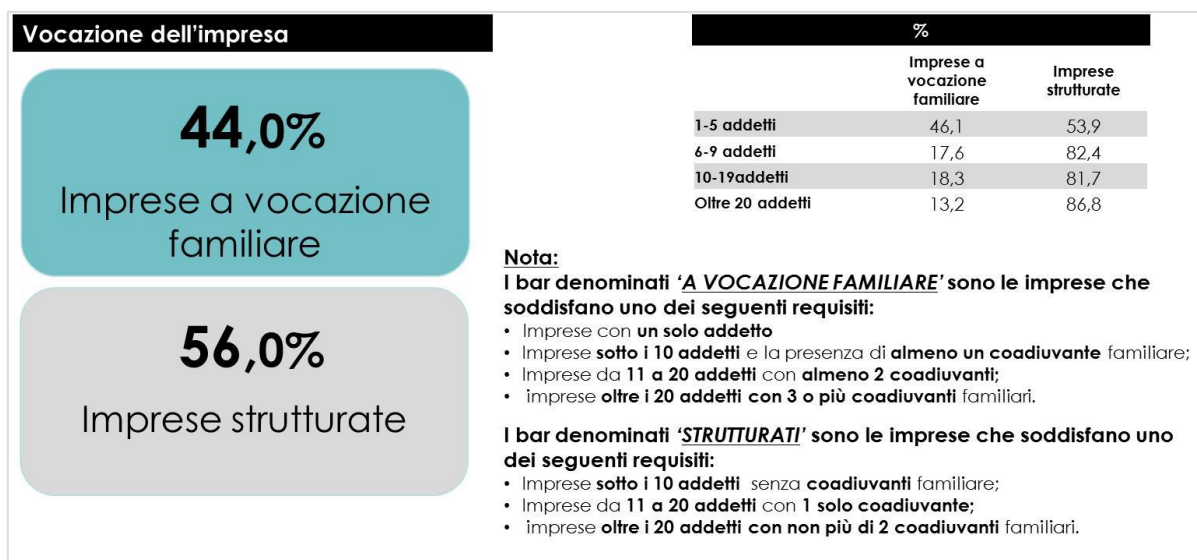 Vocazione dell'impresa
44,0%
Imprese a vocazione
familiare
56,0%
Imprese strutturate
%
Imprese a
vocazione
familiare
Imprese
strutturate
1-5 addetti 46,1 53,9
6-9 addetti 17,6 82,4
10-19addetti 18,3 81,7
Oltre 20 addetti 13,2 86,8
Nota:
I bar denominati ‘A VOCAZIONE FAMILIARE’ sono le imprese che
soddisfano uno dei seguenti requisiti:
• Imprese con un solo addetto
• Imprese sotto i 10 addetti e la presenza di almeno un coadiuvante familiare;
• Imprese da 11 a 20 addetti con almeno 2 coadiuvanti;
• imprese oltre i 20 addetti con 3 o più coadiuvanti familiari.
I bar denominati ‘STRUTTURATI’ sono le imprese che soddisfano uno
dei seguenti requisiti:
• Imprese sotto i 10 addetti senza coadiuvanti familiare;
• Imprese da 11 a 20 addetti con 1 solo coadiuvante;
• imprese oltre i 20 addetti con non più di 2 coadiuvanti familiari.